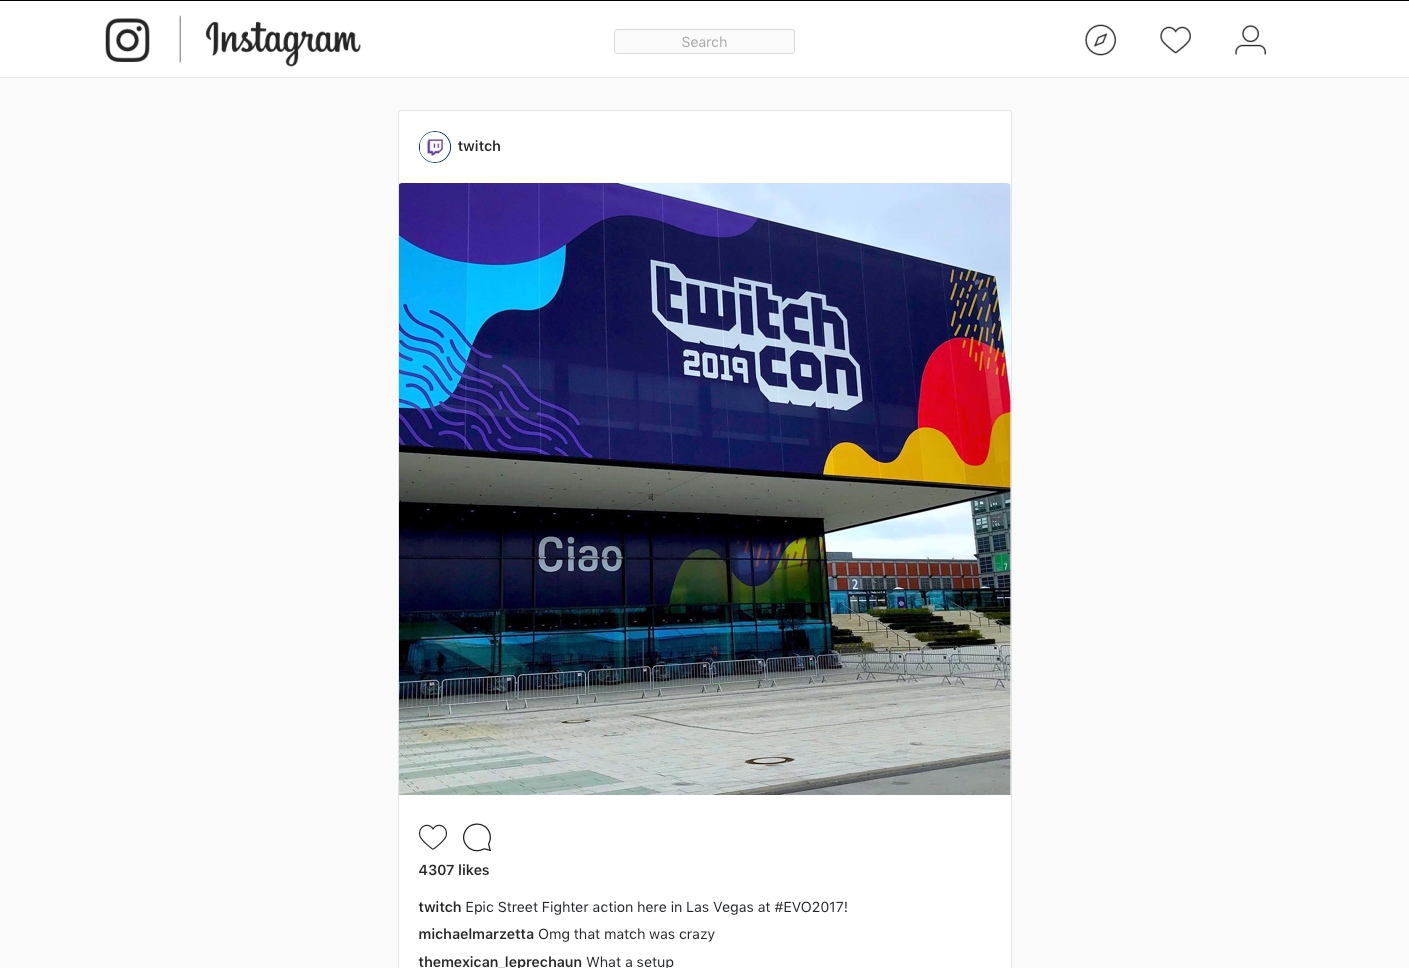 Instagram
Search
twitch
twitch
2019 con
Ciao
2
7
4307 likes
twitch Epic Street Fighter action here in Las Vegas at #EVO2017!
michaelmarzetta Omg that match was crazy
themexican_leprechaun What a setup